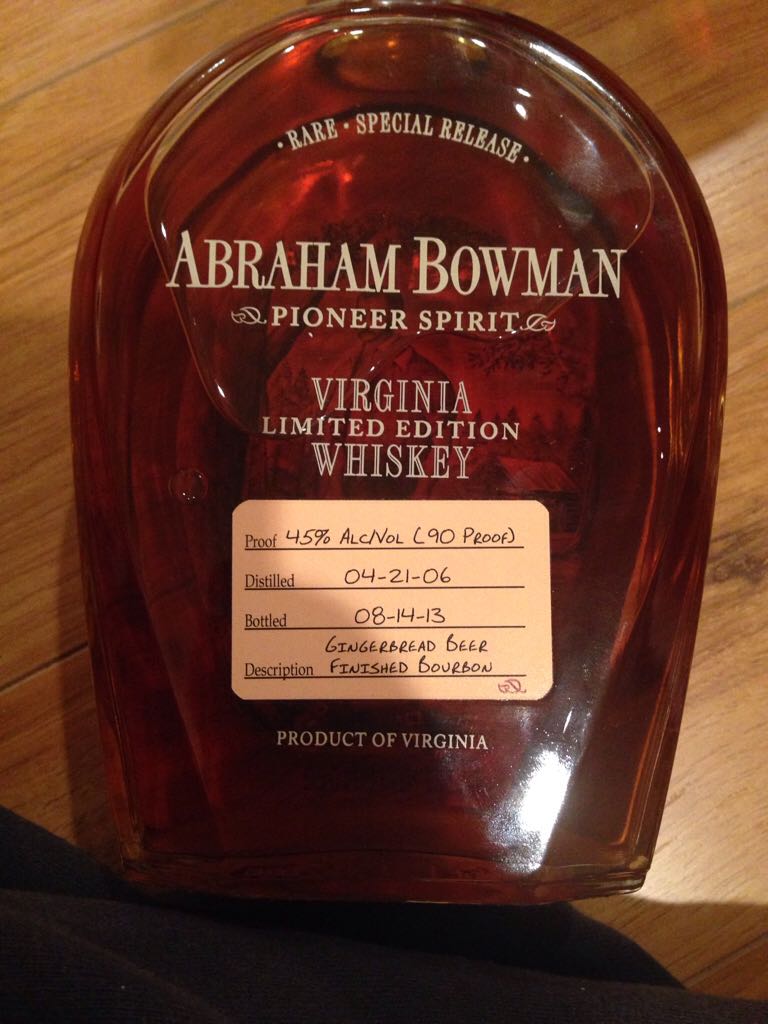 • RARE • SPECIAL RELEASE •
ABRAHAM BOWMAN
PIONEER SPIRIT
VIRGINIA
LIMITED EDITION
WHISKEY
Proof 45% ALC/VOL (90 PROOF)
Distilled 04-21-06
Bottled 08-14-13
GINGERBREAD BEER
Description FINISHED BOURBON
PRODUCT OF VIRGINIA